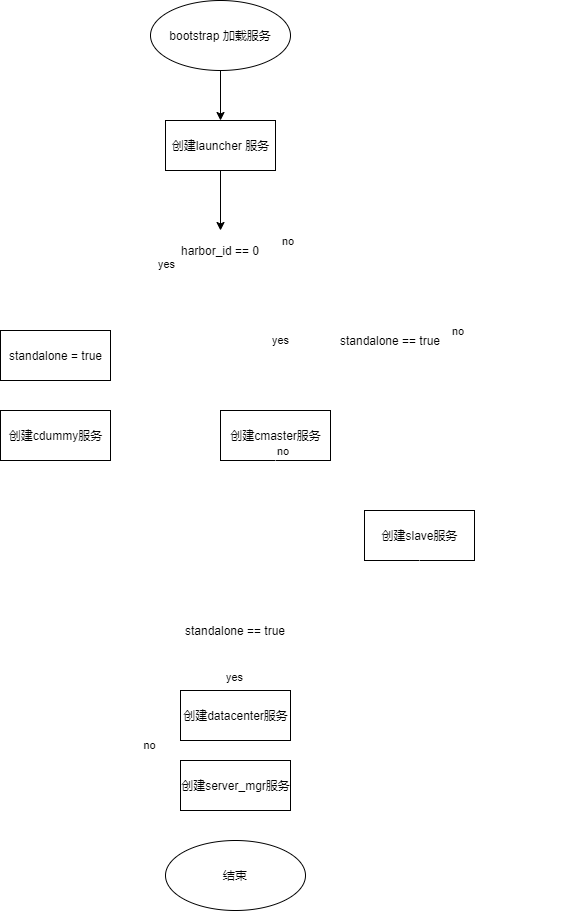 bootstrap 加载服务
创建launcher 服务
harbor_id == 0
no
yes
standalone = true
yes
standalone == true
no
创建cdummy服务
创建cmaster服务
no
创建slave服务
standalone == true
yes
创建datacenter服务
no
创建server_mgr服务
结束